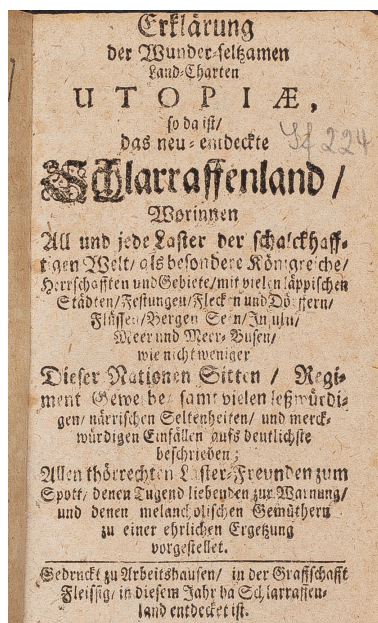 Erklärung
der Wunder-seltzamen
Land-Charten
UTOPIÆ,
so da ist/
das neu-entdeckte
Schlarraffenland/
Worinnen
All und jede Laster der schalckhaff-
tigen Welt/ als besondere Königreiche/
Herrschafften und Gebiete/ mit vielen läppischen
Städten/ Festungen/ Flecken und Dörffern/
Flüssen/ Bergen Seen/ Insuln/
Meer und Meer-Busen/
wie nicht weniger
Dieser Nationen Sitten / Regi-
ment Gewerbe samt vielen leßwürdi-
gen/ närrischen Seltenheiten/ und merck-
würdigen Einfällen aufs deutlichste
beschrieben;
Allen thörrechten Laster-Freunden zum
Spott/ denen Tugend liebenden zur Warnung/
und denen melancholischen Gemüthern
zu einer ehrlichen Ergetzung
vorgestellet.
Gedruckt zu Arbeitshausen/ in der Graffschafft
Fleissig/ in diesem Jahr da Schlarraffen-
land entdecket ist.
224